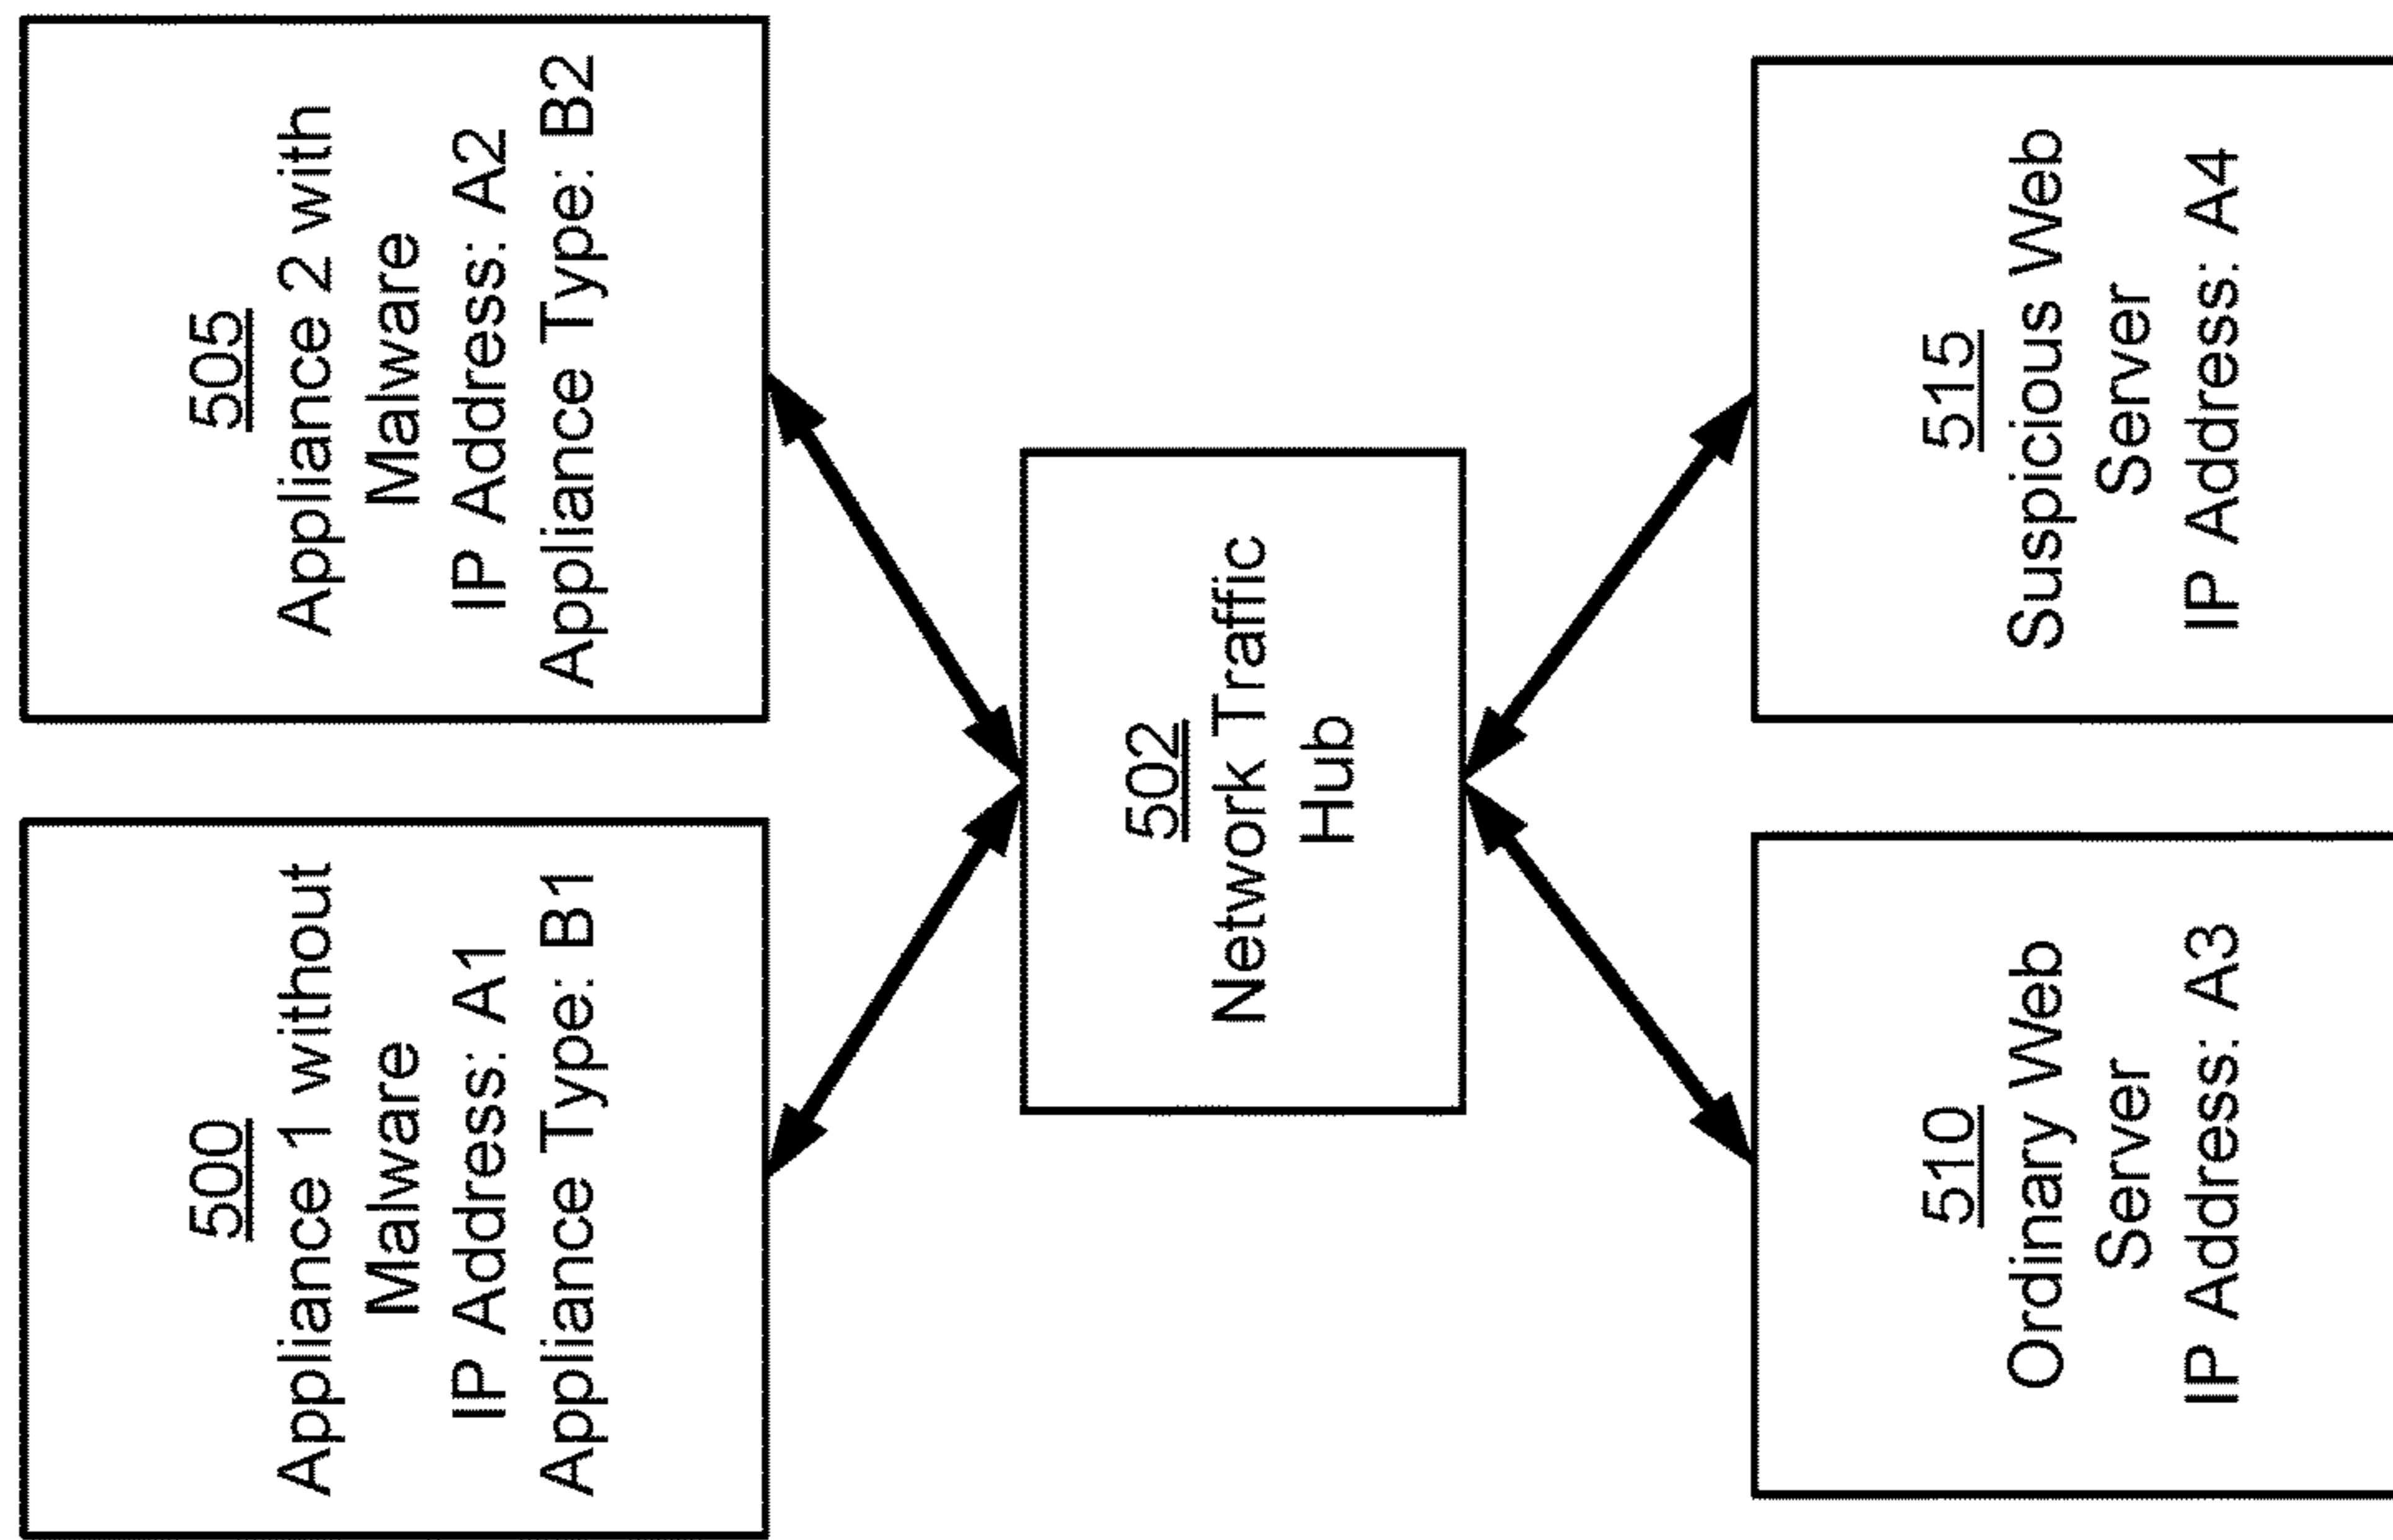 500
Appliance 1 without
Malware
IP Address: A1
Appliance Type: B1
505
Appliance 2 with
Malware
IP Address: A2
Appliance Type: B2
502
Network Traffic
Hub
510
Ordinary Web
Server
IP Address: A3
515
Suspicious Web
Server
IP Address: A4